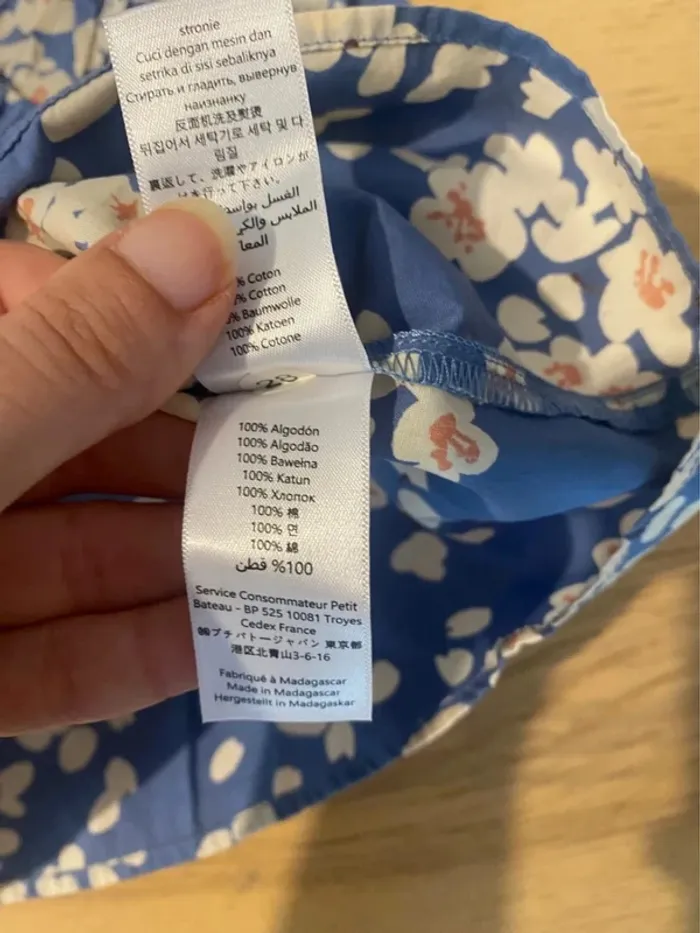 stronie
Cuci dengan mesin dan
setrika di sisi sebaliknya
Стирать и гладить, вывернув
наизнанку
反面机洗及熨烫
뒤집어서 세탁기로 세탁 및 다
림질
裏返して、洗濯やアイロンが
けを行って下さい。
الغسل بواسـ
الملابس والكي
المعا
% Coton
% Cotton
% Baumwolle
100% Katoen
100% Cotone
100% Algodón
100% Algodão
100% Baweïna
100% Katun
100% Хлопок
100% 棉
100% 면
100% 綿
100% قطن
Service Consommateur Petit
Bateau - BP 525 10081 Troyes
Cedex France
㈱プチバトージャパン 東京都
港区北青山3-6-16
Fabriqué à Madagascar
Made in Madagascar
Hergestellt in Madagaskar